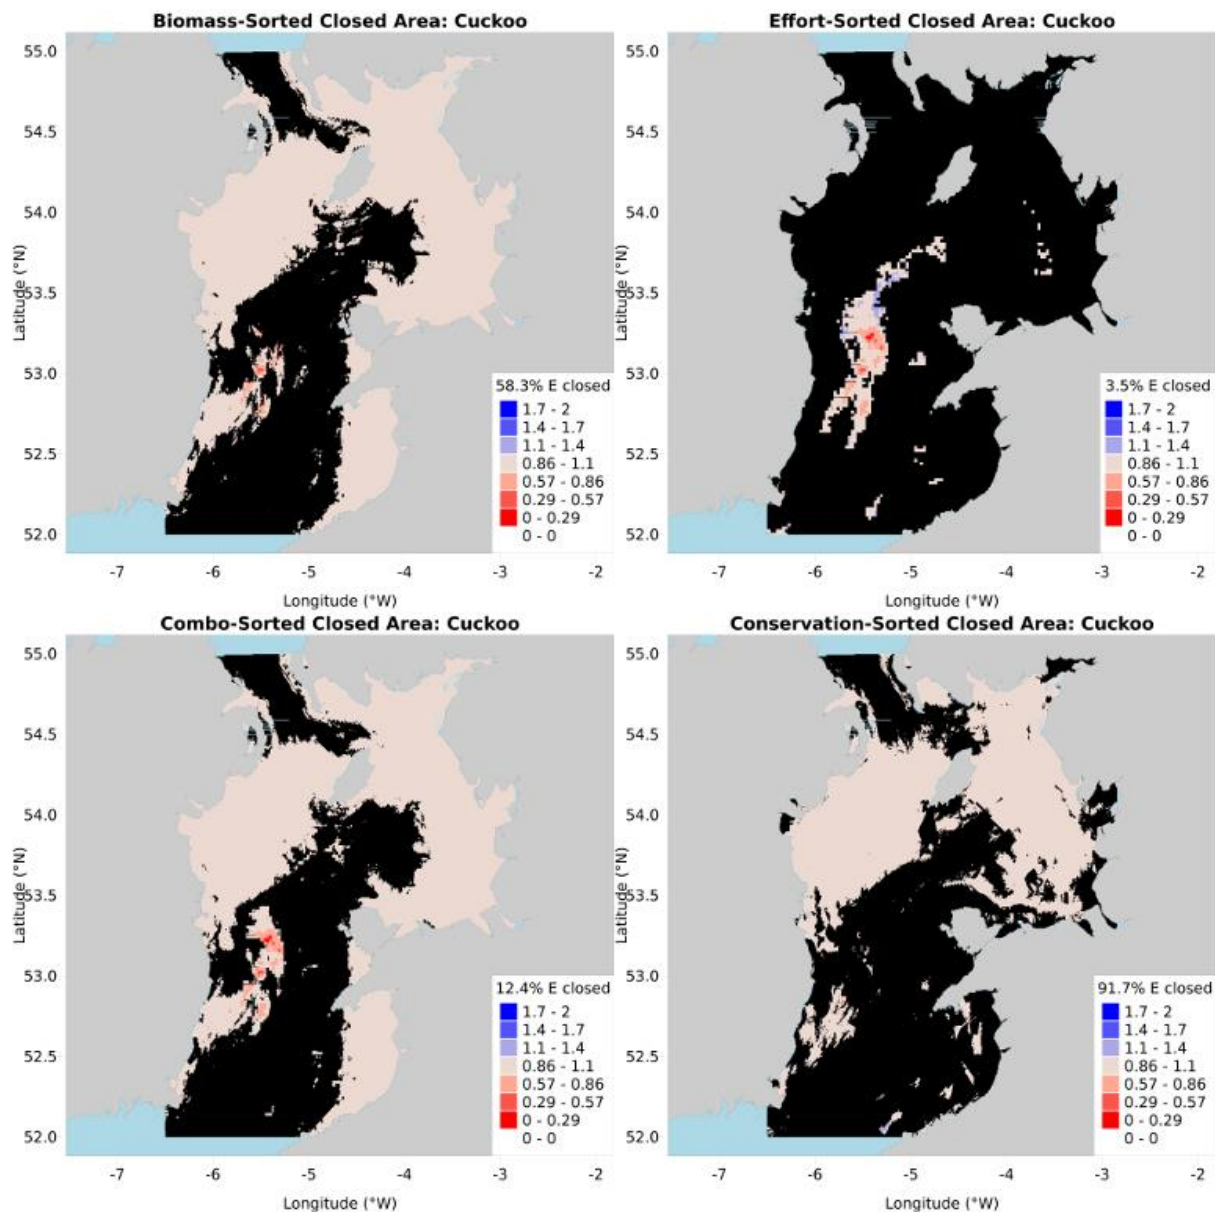 Biomass-Sorted Closed Area: Cuckoo
55.0
54.5
54.0
53.5
53.0
52.5
52.0
Latitude (°N)
58.3% E closed
1.7 - 2
1.4 - 1.7
1.1 - 1.4
0.86 - 1.1
0.57 - 0.86
0.29 - 0.57
0 - 0.29
0 - 0
-7 -6 -5 -4 -3 -2
Longitude (°W)
Effort-Sorted Closed Area: Cuckoo
55.0
54.5
54.0
53.5
53.0
52.5
52.0
Latitude (°N)
3.5% E closed
1.7 - 2
1.4 - 1.7
1.1 - 1.4
0.86 - 1.1
0.57 - 0.86
0.29 - 0.57
0 - 0.29
0 - 0
-7 -6 -5 -4 -3 -2
Longitude (°W)
Combo-Sorted Closed Area: Cuckoo
55.0
54.5
54.0
53.5
53.0
52.5
52.0
Latitude (°N)
12.4% E closed
1.7 - 2
1.4 - 1.7
1.1 - 1.4
0.86 - 1.1
0.57 - 0.86
0.29 - 0.57
0 - 0.29
0 - 0
-7 -6 -5 -4 -3 -2
Longitude (°W)
Conservation-Sorted Closed Area: Cuckoo
55.0
54.5
54.0
53.5
53.0
52.5
52.0
Latitude (°N)
91.7% E closed
1.7 - 2
1.4 - 1.7
1.1 - 1.4
0.86 - 1.1
0.57 - 0.86
0.29 - 0.57
0 - 0.29
0 - 0
-7 -6 -5 -4 -3 -2
Longitude (°W)